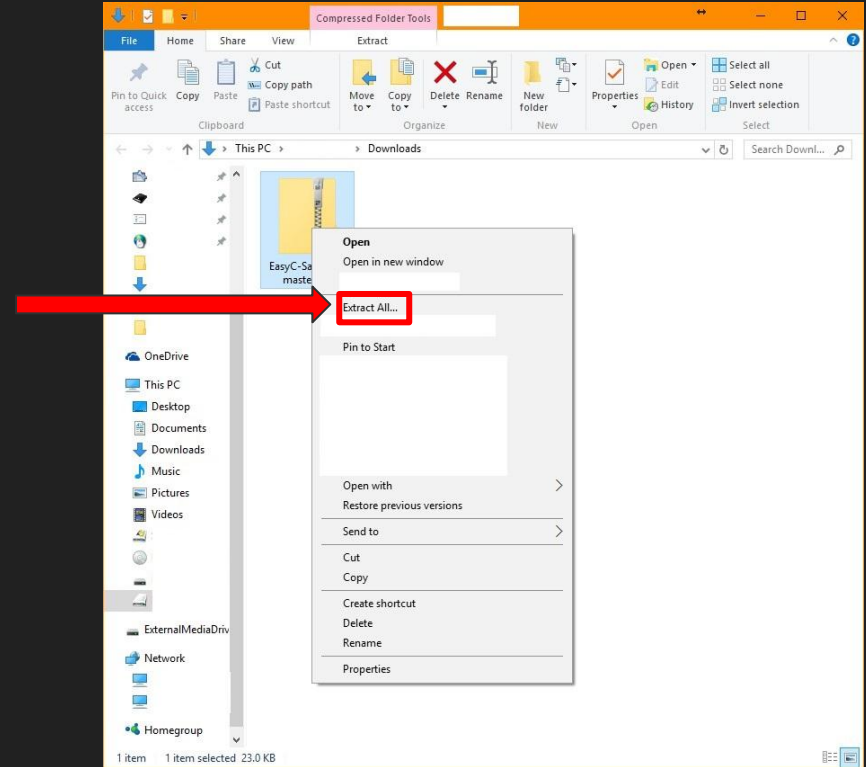 Compressed Folder Tools
File
Home
Share
View
Extract
Pin to Quick access
Copy
Paste
Cut
Copy path
Paste shortcut
Clipboard
Move to
Copy to
Delete
Rename
Organize
New folder
New
Properties
Open
Edit
History
Open
Select all
Select none
Invert selection
Select
This PC
Downloads
Search Downl...
OneDrive
This PC
Desktop
Documents
Downloads
Music
Pictures
Videos
ExternalMediaDriv
Network
Homegroup
EasyC-Sa
maste
Open
Open in new window
Extract All...
Pin to Start
Open with
Restore previous versions
Send to
Cut
Copy
Create shortcut
Delete
Rename
Properties
1 item
1 item selected 23.0 KB